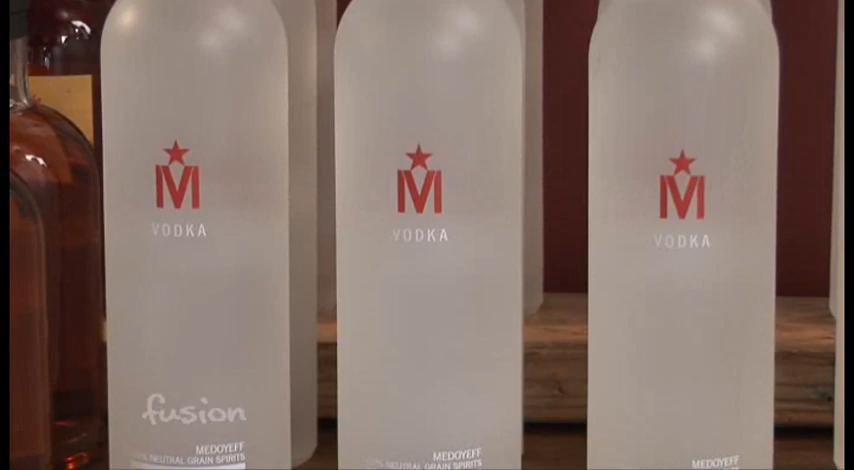 M
VODKA
fusion
MEDOYEFF
NEUTRAL GRAIN SPIRITS
M
VODKA
MEDOYEFF
NEUTRAL GRAIN SPIRITS
M
VODKA
MEDOYEFF